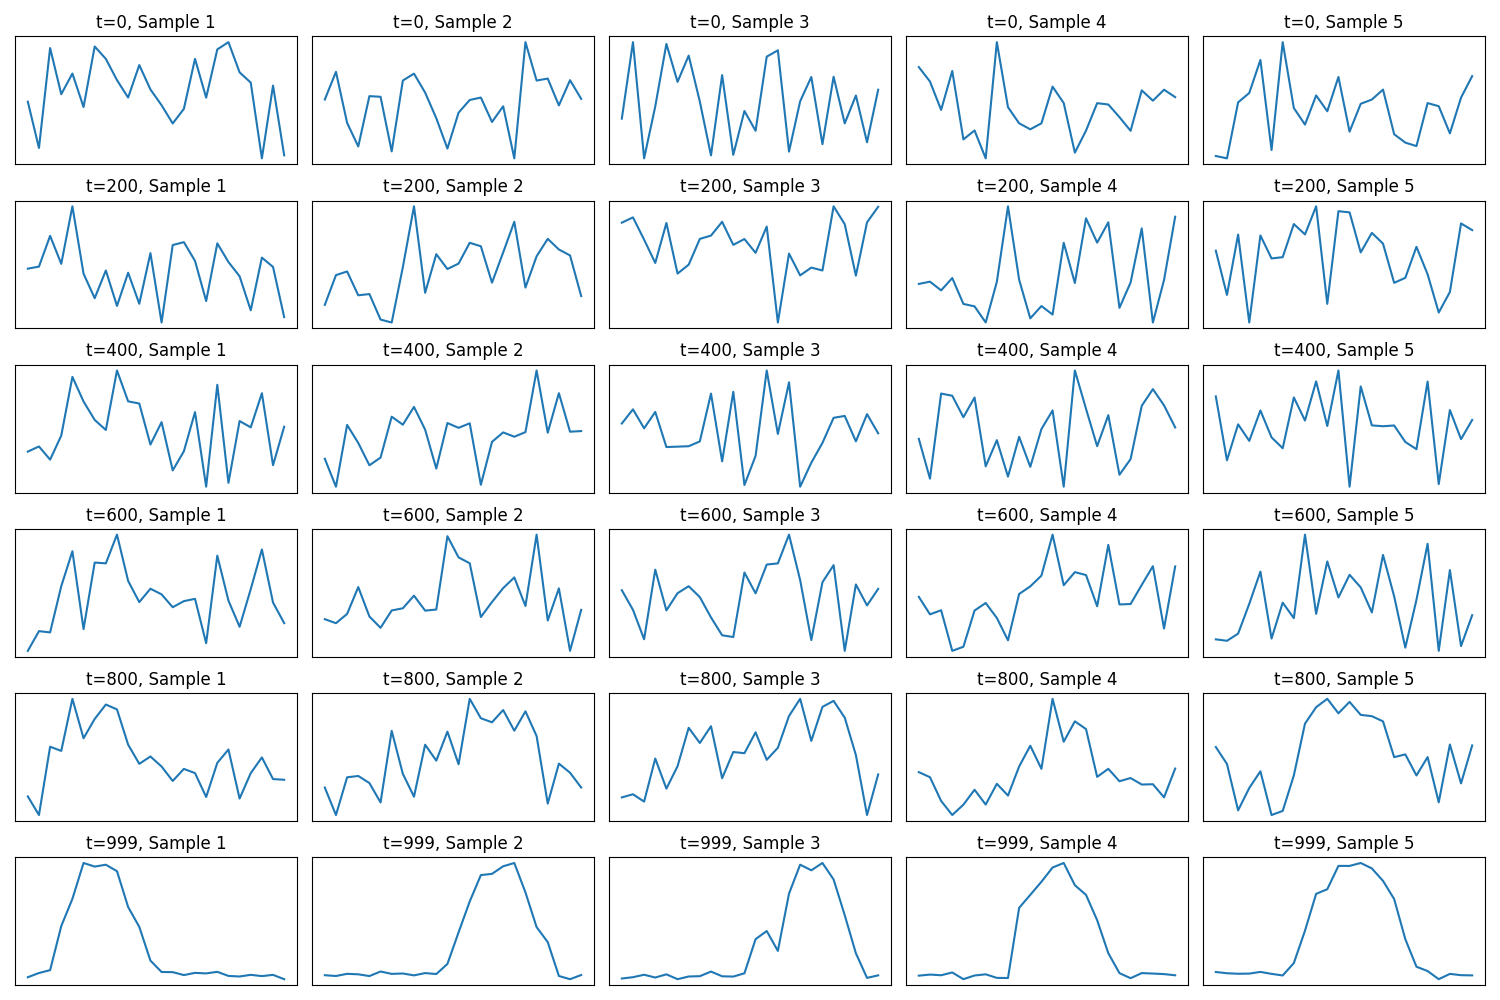 t=0, Sample 1
t=0, Sample 2
t=0, Sample 3
t=0, Sample 4
t=0, Sample 5
t=200, Sample 1
t=200, Sample 2
t=200, Sample 3
t=200, Sample 4
t=200, Sample 5
t=400, Sample 1
t=400, Sample 2
t=400, Sample 3
t=400, Sample 4
t=400, Sample 5
t=600, Sample 1
t=600, Sample 2
t=600, Sample 3
t=600, Sample 4
t=600, Sample 5
t=800, Sample 1
t=800, Sample 2
t=800, Sample 3
t=800, Sample 4
t=800, Sample 5
t=999, Sample 1
t=999, Sample 2
t=999, Sample 3
t=999, Sample 4
t=999, Sample 5